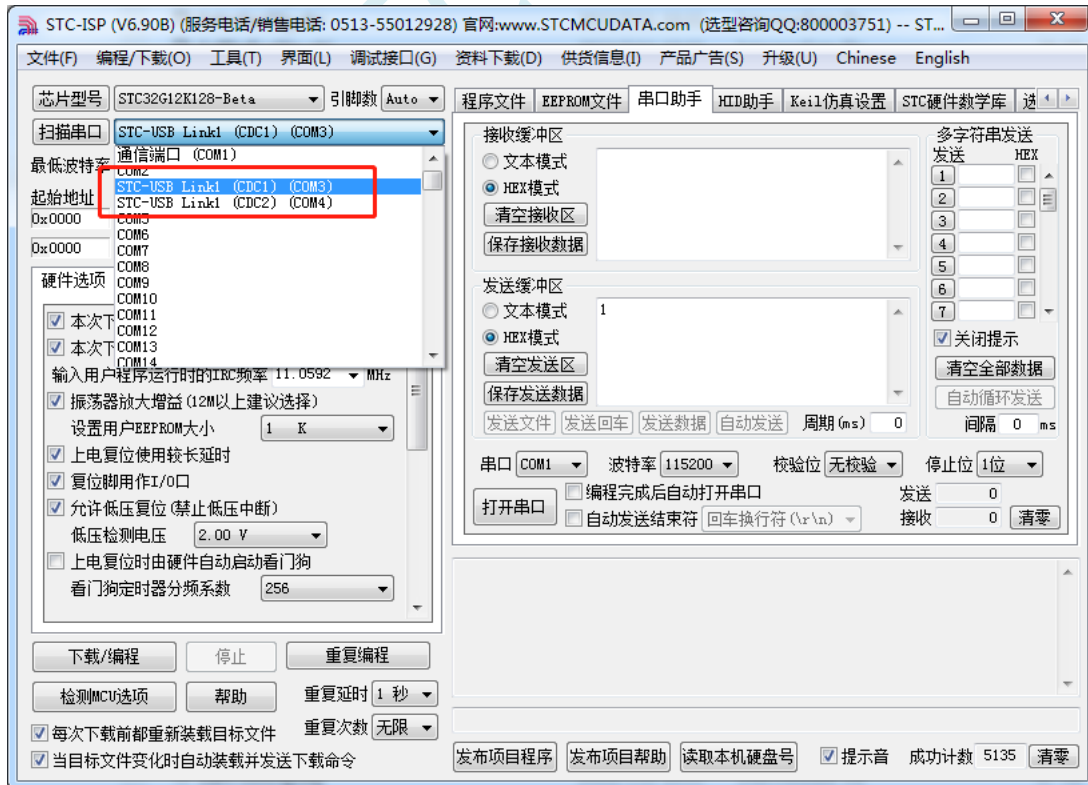 STC-ISP (V6.90B) (服务电话/销售电话: 0513-55012928) 官网:www.STCMCUDATA.com (选型咨询QQ:800003751) -- ST...
文件(F) 编程/下载(O) 工具(T) 界面(L) 调试接口(G) 资料下载(D) 供货信息(I) 产品广告(S) 升级(U) Chinese English
芯片型号 STC32G12K128-Beta 引脚数 Auto
扫描串口 STC-USB Link1 (CDC1) (COM3)
最低波特率
通信端口 (COM1)
COM2
STC-USB Link1 (CDC1) (COM3)
STC-USB Link1 (CDC2) (COM4)
COM5
COM6
COM7
COM8
COM9
COM10
COM11
COM12
COM13
COM14
起始地址
0x0000
0x0000
硬件选项
本次下
本次下
输入用户程序运行时的IRC频率 11.0592 MHz
振荡器放大增益(12M以上建议选择)
设置用户EEPROM大小 1 K
上电复位使用较长延时
复位脚用作I/O口
允许低压复位(禁止低压中断)
低压检测电压 2.00 V
上电复位时由硬件自动启动看门狗
看门狗定时器分频系数 256
下载/编程 停止 重复编程
检测MCU选项 帮助 重复延时 1 秒
每次下载前都重新装载目标文件 重复次数 无限
当目标文件变化时自动装载并发送下载命令
程序文件 EEPROM文件 串口助手 HID助手 Keil仿真设置 STC硬件数学库 选
接收缓冲区
文本模式
HEX模式
清空接收区
保存接收数据
发送缓冲区
文本模式 1
HEX模式
清空发送区
保存发送数据
发送文件 发送回车 发送数据 自动发送 周期(ms) 0
多字符串发送
发送 HEX
1
2
3
4
5
6
7
关闭提示
清空全部数据
自动循环发送
间隔 0 ms
串口 COM1 波特率 115200 校验位 无校验 停止位 1位
打开串口 编程完成后自动打开串口 发送 0
自动发送结束符 回车换行符(\r\n) 接收 0 清零
发布项目程序 发布项目帮助 读取本机硬盘号 提示音 成功计数 5135 清零